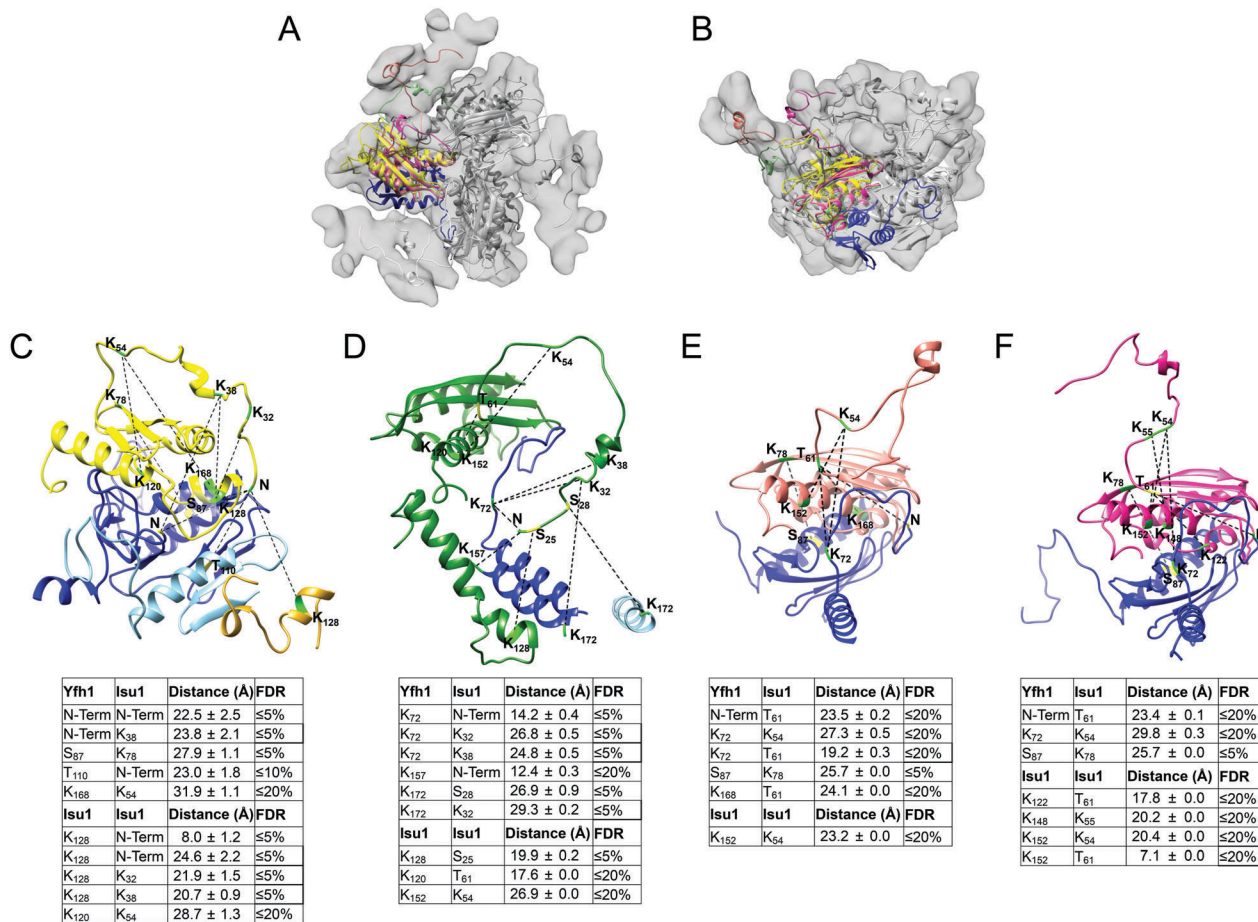 A
B
C
D
E
F
K54
K78
K38
K32
K168
K120
S87
N
K128
N
T110
K128
K54
T61
K120
K152
K38
K32
K72
S28
N
S25
K157
K172
K172
K128
K54
K78
T61
K152
K168
N
S87
K72
K54
K55
K78
T61
K152
K148
K122
K72
S87
Yfh1 Isu1 Distance (Å) FDR
N-Term N-Term 22.5 ± 2.5 ≤5%
N-Term K38 23.8 ± 2.1 ≤5%
S87 K78 27.9 ± 1.1 ≤5%
T110 N-Term 23.0 ± 1.8 ≤10%
K168 K54 31.9 ± 1.1 ≤20%
Isu1 Isu1 Distance (Å) FDR
K128 N-Term 8.0 ± 1.2 ≤5%
K128 N-Term 24.6 ± 2.2 ≤5%
K128 K32 21.9 ± 1.5 ≤5%
K128 K38 20.7 ± 0.9 ≤5%
K120 K54 28.7 ± 1.3 ≤20%
Yfh1 Isu1 Distance (Å) FDR
K72 N-Term 14.2 ± 0.4 ≤5%
K72 K32 26.8 ± 0.5 ≤5%
K72 K38 24.8 ± 0.5 ≤5%
K157 N-Term 12.4 ± 0.3 ≤20%
K172 S28 26.9 ± 0.9 ≤5%
K172 K32 29.3 ± 0.2 ≤5%
Isu1 Isu1 Distance (Å) FDR
K128 S25 19.9 ± 0.2 ≤5%
K120 T61 17.6 ± 0.0 ≤20%
K152 K54 26.9 ± 0.0 ≤20%
Yfh1 Isu1 Distance (Å) FDR
N-Term T61 23.5 ± 0.2 ≤20%
K72 K54 27.3 ± 0.5 ≤20%
K72 T61 19.2 ± 0.3 ≤20%
S87 K78 25.7 ± 0.0 ≤5%
K168 T61 24.1 ± 0.0 ≤20%
Isu1 Isu1 Distance (Å) FDR
K152 K54 23.2 ± 0.0 ≤20%
Yfh1 Isu1 Distance (Å) FDR
N-Term T61 23.4 ± 0.1 ≤20%
K72 K54 29.8 ± 0.3 ≤20%
S87 K78 25.7 ± 0.0 ≤5%
Isu1 Isu1 Distance (Å) FDR
K122 T61 17.8 ± 0.0 ≤20%
K148 K55 20.2 ± 0.0 ≤20%
K152 K54 20.4 ± 0.0 ≤20%
K152 T61 7.1 ± 0.0 ≤20%